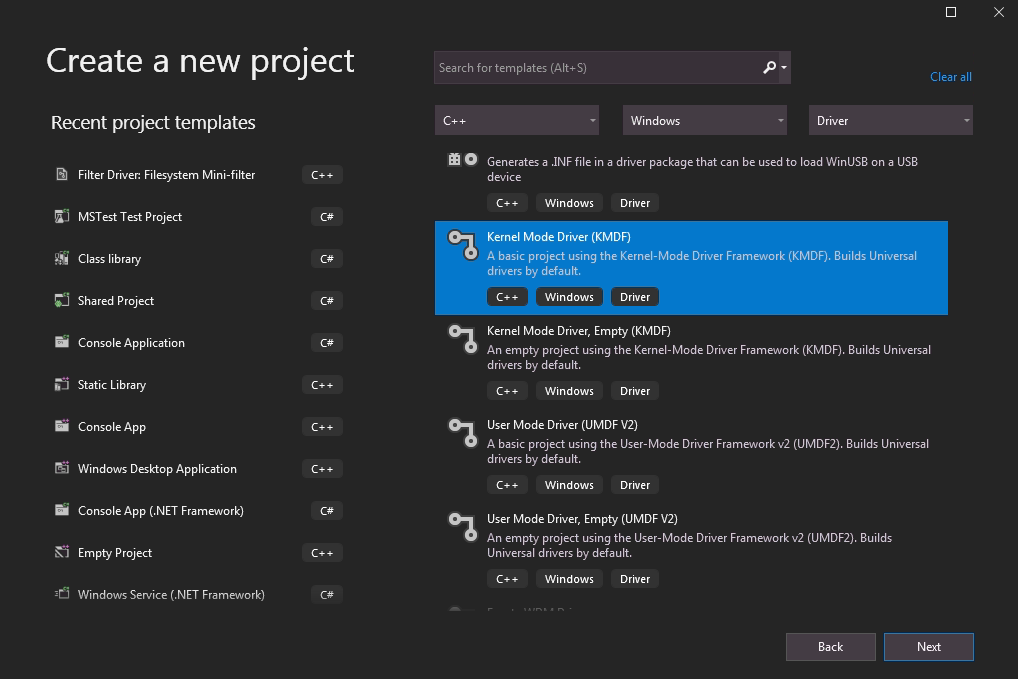 Create a new project
Search for templates (Alt+S)
Clear all
C++
Windows
Driver
Recent project templates
Filter Driver: Filesystem Mini-filter
C++
MSTest Test Project
C#
Class library
C#
Shared Project
C#
Console Application
C#
Static Library
C++
Console App
C++
Windows Desktop Application
C++
Console App (.NET Framework)
C#
Empty Project
C++
Windows Service (.NET Framework)
C#
Generates a .INF file in a driver package that can be used to load WinUSB on a USB
device
C++ Windows Driver
Kernel Mode Driver (KMDF)
A basic project using the Kernel-Mode Driver Framework (KMDF). Builds Universal
drivers by default.
C++ Windows Driver
Kernel Mode Driver, Empty (KMDF)
An empty project using the Kernel-Mode Driver Framework (KMDF). Builds Universal
drivers by default.
C++ Windows Driver
User Mode Driver (UMDF V2)
A basic project using the User-Mode Driver Framework v2 (UMDF2). Builds Universal
drivers by default.
C++ Windows Driver
User Mode Driver, Empty (UMDF V2)
An empty project using the User-Mode Driver Framework v2 (UMDF2). Builds
Universal drivers by default.
C++ Windows Driver
Back
Next